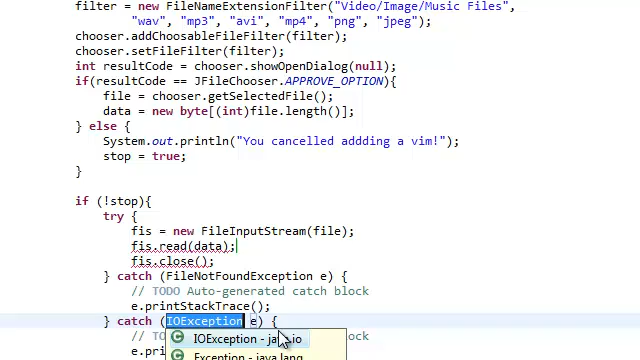 filter = new FileNameExtensionFilter("Video/Image/Music Files",
"wav", "mp3", "avi", "mp4", "png", "jpeg");
chooser.addChoosableFileFilter(filter);
chooser.setFileFilter(filter);
int resultCode = chooser.showOpenDialog(null);
if(resultCode == JFileChooser.APPROVE_OPTION){
file = chooser.getSelectedFile();
data = new byte[(int)file.length()];
} else {
System.out.println("You cancelled addding a vim!");
stop = true;
}
if (!stop){
try {
fis = new FileInputStream(file);
fis.read(data);
fis.close();
} catch (FileNotFoundException e) {
// TODO Auto-generated catch block
e.printStackTrace();
} catch (IOException e) {
// T
IOException - java.io
ck
e.pri
Exception - java.lang